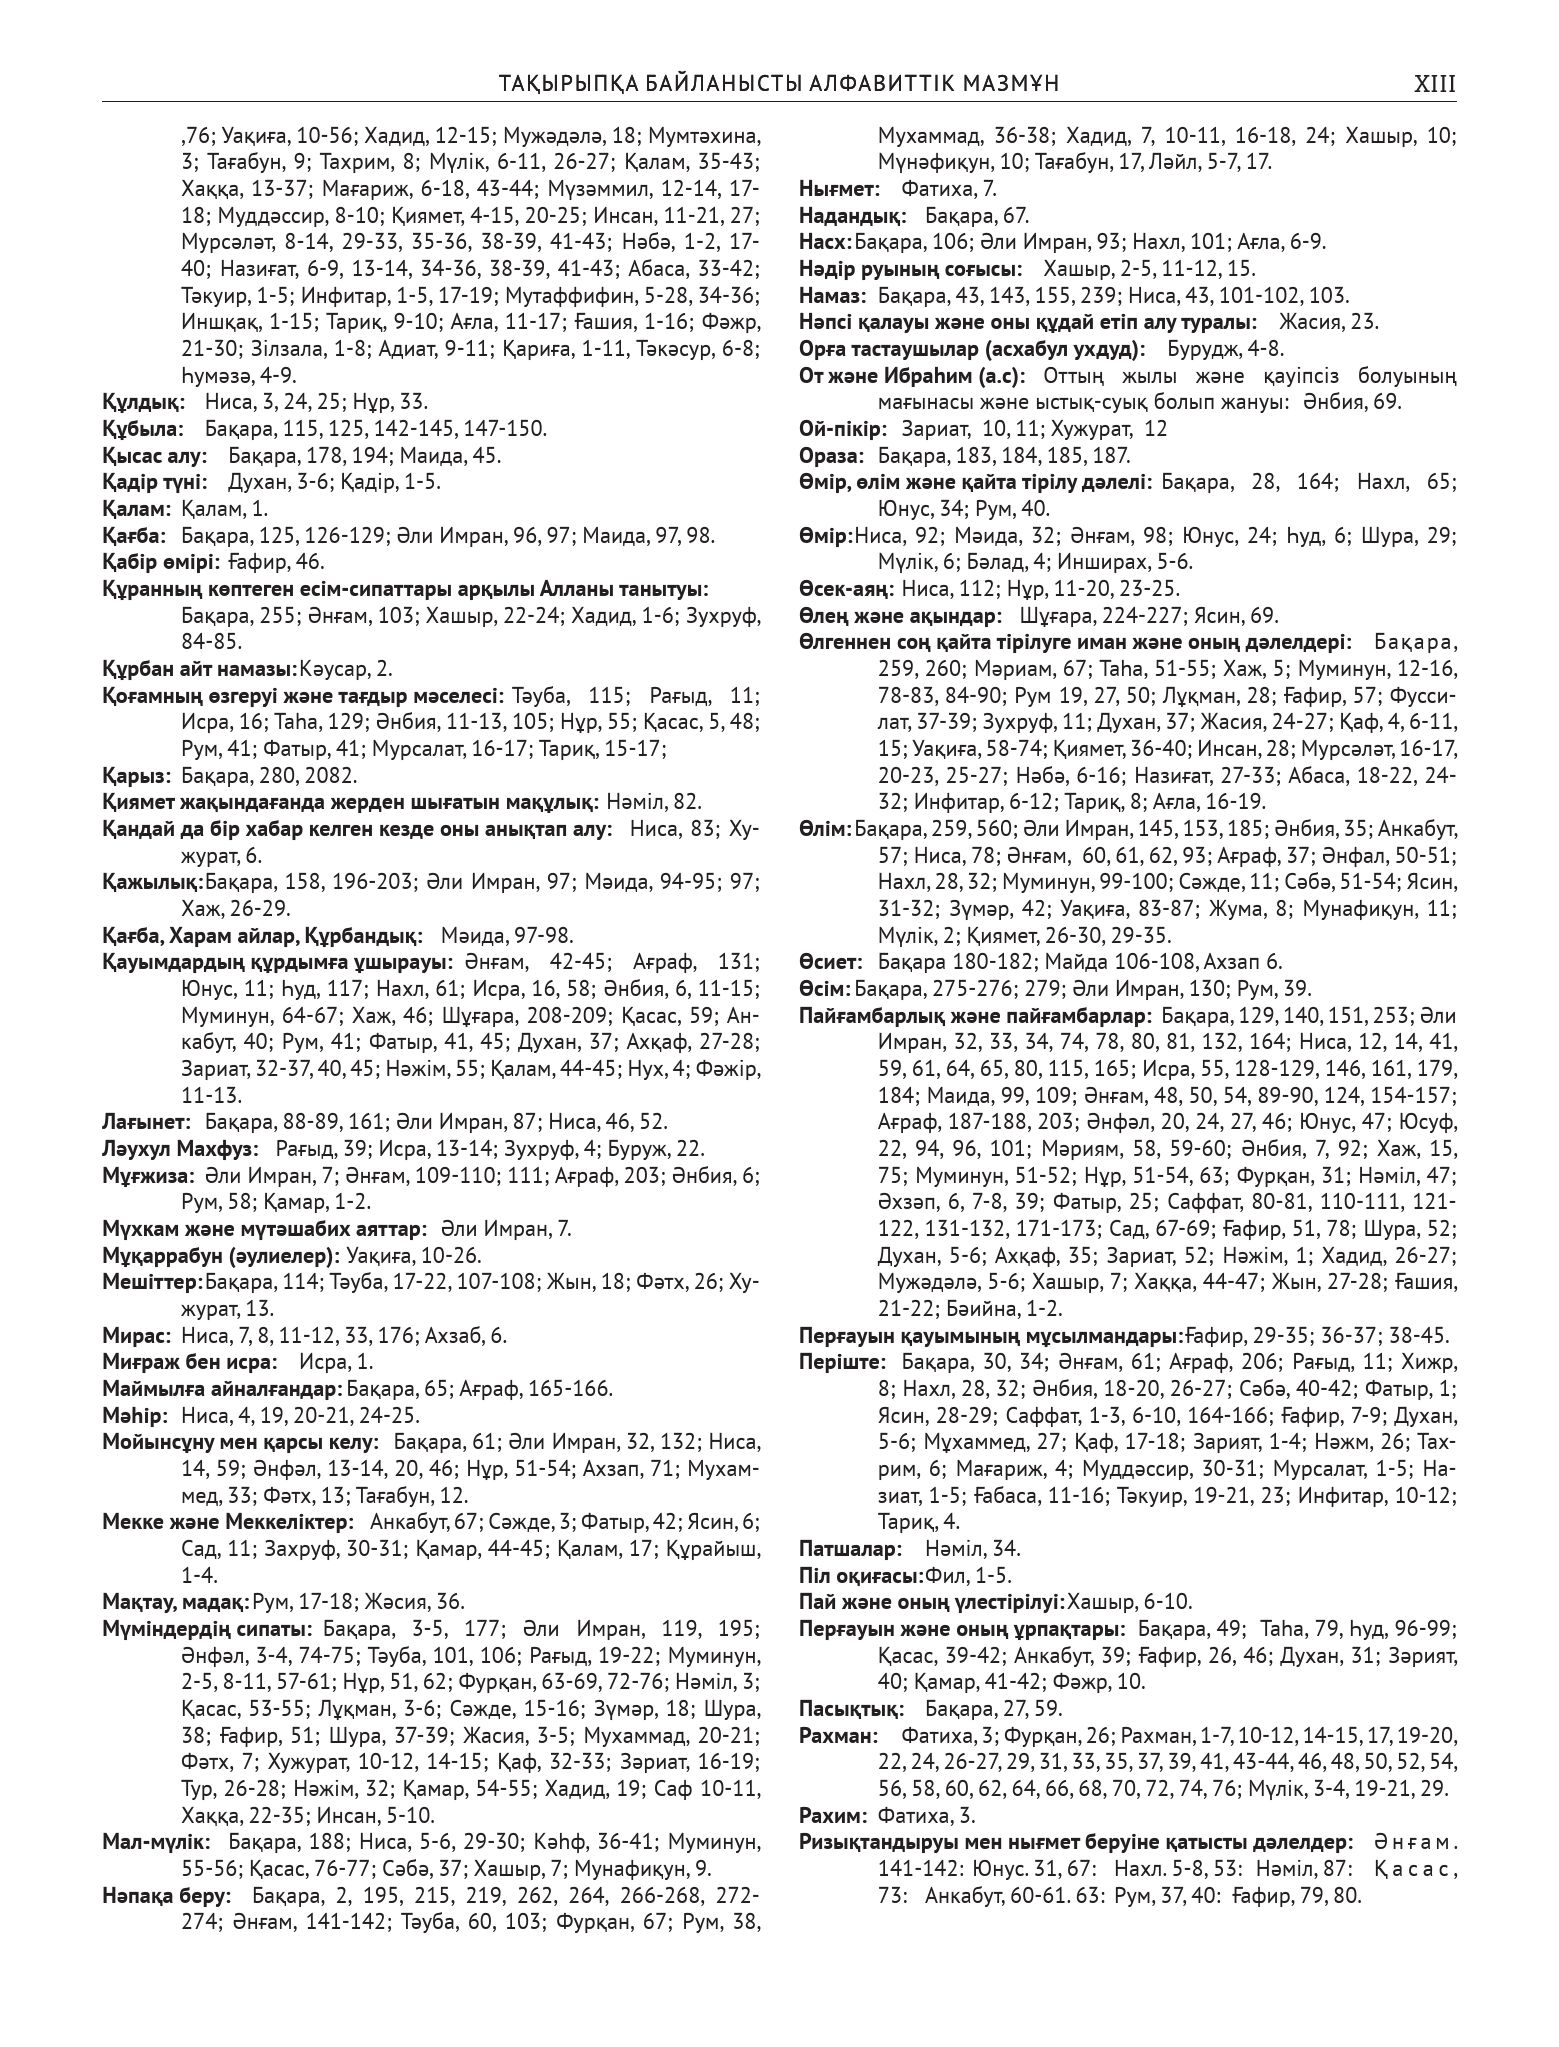 ТАҚЫРЫПҚА БАЙЛАНЫСТЫ АЛФАВИТТІК МАЗМҰН
XIII
,76; Уақиға, 10-56; Хадид, 12-15; Мужәдәлә, 18; Мумтәхина,
3; Тағабун, 9; Тахрим, 8; Мүлік, 6-11, 26-27; Қалам, 35-43;
Хаққа, 13-37; Мағариж, 6-18, 43-44; Мүзәммил, 12-14, 17-
18; Муддәссир, 8-10; Қиямет, 4-15, 20-25; Инсан, 11-21, 27;
Мурсәләт, 8-14, 29-33, 35-36, 38-39, 41-43; Нәбә, 1-2, 17-
40; Назиғат, 6-9, 13-14, 34-36, 38-39, 41-43; Абаса, 33-42;
Тәкуир, 1-5; Инфитар, 1-5, 17-19; Мутаффифин, 5-28, 34-36;
Иншқақ, 1-15; Тариқ, 9-10; Ағла, 11-17; Ғашия, 1-16; Фәжр,
21-30; Зілзала, 1-8; Адиат, 9-11; Қариға, 1-11, Тәкәсур, 6-8;
Һумәзә, 4-9.
Құлдық: Ниса, 3, 24, 25; Нұр, 33.
Құбыла: Бақара, 115, 125, 142-145, 147-150.
Қысас алу: Бақара, 178, 194; Маида, 45.
Қадір түні: Духан, 3-6; Қадір, 1-5.
Қалам: Қалам, 1.
Қағба: Бақара, 125, 126-129; Әли Имран, 96, 97; Маида, 97, 98.
Қабір өмірі: Ғафир, 46.
Құранның көптеген есім-сипаттары арқылы Алланы танытуы:
Бақара, 255; Әнғам, 103; Хашыр, 22-24; Хадид, 1-6; Зухруф,
84-85.
Құрбан айт намазы:Кәусар, 2.
Қоғамның өзгеруі және тағдыр мәселесі: Тәуба, 115; Рағыд, 11;
Исра, 16; Таһа, 129; Әнбия, 11-13, 105; Нұр, 55; Қасас, 5, 48;
Рум, 41; Фатыр, 41; Мурсалат, 16-17; Тариқ, 15-17;
Қарыз: Бақара, 280, 2082.
Қиямет жақындағанда жерден шығатын мақұлық: Нәміл, 82.
Қандай да бір хабар келген кезде оны анықтап алу: Ниса, 83; Ху-
журат, 6.
Қажылық:Бақара, 158, 196-203; Әли Имран, 97; Мәида, 94-95; 97;
Хаж, 26-29.
Қағба, Харам айлар, Құрбандық: Мәида, 97-98.
Қауымдардың құрдымға ұшырауы: Әнғам, 42-45; Ағраф, 131;
Юнус, 11; Һуд, 117; Нахл, 61; Исра, 16, 58; Әнбия, 6, 11-15;
Муминун, 64-67; Хаж, 46; Шұғара, 208-209; Қасас, 59; Ан-
кабут, 40; Рум, 41; Фатыр, 41, 45; Духан, 37; Ахқаф, 27-28;
Зариат, 32-37, 40, 45; Нәжім, 55; Қалам, 44-45; Нух, 4; Фәжір,
11-13.
Лағынет: Бақара, 88-89, 161; Әли Имран, 87; Ниса, 46, 52.
Ләухул Махфуз: Рағыд, 39; Исра, 13-14; Зухруф, 4; Буруж, 22.
Мұғжиза: Әли Имран, 7; Әнғам, 109-110; 111; Ағраф, 203; Әнбия, 6;
Рум, 58; Қамар, 1-2.
Мүхкам және мүтәшабих аяттар: Әли Имран, 7.
Мұқаррабун (әулиелер): Уақиға, 10-26.
Мешіттер:Бақара, 114; Тәуба, 17-22, 107-108; Жын, 18; Фәтх, 26; Ху-
журат, 13.
Мирас: Ниса, 7, 8, 11-12, 33, 176; Ахзаб, 6.
Миғраж бен исра: Исра, 1.
Маймылға айналғандар: Бақара, 65; Ағраф, 165-166.
Мәһір: Ниса, 4, 19, 20-21, 24-25.
Мойынсұну мен қарсы келу: Бақара, 61; Әли Имран, 32, 132; Ниса,
14, 59; Әнфәл, 13-14, 20, 46; Нұр, 51-54; Ахзап, 71; Мухам-
мед, 33; Фәтх, 13; Тағабун, 12.
Мекке және Меккеліктер: Анкабут, 67; Сәжде, 3; Фатыр, 42; Ясин, 6;
Сад, 11; Захруф, 30-31; Қамар, 44-45; Қалам, 17; Құрайыш,
1-4.
Мақтау, мадақ: Рум, 17-18; Жәсия, 36.
Мүміндердің сипаты: Бақара, 3-5, 177; Әли Имран, 119, 195;
Әнфәл, 3-4, 74-75; Тәуба, 101, 106; Рағыд, 19-22; Муминун,
2-5, 8-11, 57-61; Нұр, 51, 62; Фурқан, 63-69, 72-76; Нәміл, 3;
Қасас, 53-55; Лұқман, 3-6; Сәжде, 15-16; Зүмәр, 18; Шура,
38; Ғафир, 51; Шура, 37-39; Жасия, 3-5; Мухаммад, 20-21;
Фәтх, 7; Хужурат, 10-12, 14-15; Қаф, 32-33; Зәриат, 16-19;
Тур, 26-28; Нәжім, 32; Қамар, 54-55; Хадид, 19; Саф 10-11,
Хаққа, 22-35; Инсан, 5-10.
Мал-мүлік: Бақара, 188; Ниса, 5-6, 29-30; Кәһф, 36-41; Муминун,
55-56; Қасас, 76-77; Сәбә, 37; Хашыр, 7; Мунафиқун, 9.
Нәпақа беру: Бақара, 2, 195, 215, 219, 262, 264, 266-268, 272-
274; Әнғам, 141-142; Тәуба, 60, 103; Фурқан, 67; Рум, 38,
Мухаммад, 36-38; Хадид, 7, 10-11, 16-18, 24; Хашыр, 10;
Мүнәфиқун, 10; Тағабун, 17, Ләйл, 5-7, 17.
Нығмет: Фатиха, 7.
Надандық: Бақара, 67.
Насх:Бақара, 106; Әли Имран, 93; Нахл, 101; Ағла, 6-9.
Нәдір руының соғысы: Хашыр, 2-5, 11-12, 15.
Намаз: Бақара, 43, 143, 155, 239; Ниса, 43, 101-102, 103.
Нәпсі қалауы және оны құдай етіп алу туралы: Жасия, 23.
Орға тастаушылар (асхабул ухдуд): Бурудж, 4-8.
От және Ибраһим (а.с): Оттың жылы және қауіпсіз болуының
мағынасы және ыстық-суық болып жануы: Әнбия, 69.
Ой-пікір: Зариат, 10, 11; Хужурат, 12
Ораза: Бақара, 183, 184, 185, 187.
Өмір, өлім және қайта тірілу дәлелі: Бақара, 28, 164; Нахл, 65;
Юнус, 34; Рум, 40.
Өмір:Ниса, 92; Мәида, 32; Әнғам, 98; Юнус, 24; Һуд, 6; Шура, 29;
Мүлік, 6; Бәлад, 4; Инширах, 5-6.
Өсек-аяң: Ниса, 112; Нұр, 11-20, 23-25.
Өлең және ақындар: Шұғара, 224-227; Ясин, 69.
Өлгеннен соң қайта тірілуге иман және оның дәлелдері: Бақара,
259, 260; Мәриам, 67; Таһа, 51-55; Хаж, 5; Муминун, 12-16,
78-83, 84-90; Рум 19, 27, 50; Лұқман, 28; Ғафир, 57; Фусси-
лат, 37-39; Зухруф, 11; Духан, 37; Жасия, 24-27; Қаф, 4, 6-11,
15; Уақиға, 58-74; Қиямет, 36-40; Инсан, 28; Мурсәләт, 16-17,
20-23, 25-27; Нәбә, 6-16; Назиғат, 27-33; Абаса, 18-22, 24-
32; Инфитар, 6-12; Тариқ, 8; Ағла, 16-19.
Өлім:Бақара, 259, 560; Әли Имран, 145, 153, 185; Әнбия, 35; Анкабут,
57; Ниса, 78; Әнғам, 60, 61, 62, 93; Ағраф, 37; Әнфал, 50-51;
Нахл, 28, 32; Муминун, 99-100; Сәжде, 11; Сәбә, 51-54; Ясин,
31-32; Зүмәр, 42; Уақиға, 83-87; Жума, 8; Мунафиқун, 11;
Мүлік, 2; Қиямет, 26-30, 29-35.
Өсиет: Бақара 180-182; Майда 106-108, Ахзап 6.
Өсім: Бақара, 275-276; 279; Әли Имран, 130; Рум, 39.
Пайғамбарлық және пайғамбарлар: Бақара, 129, 140, 151, 253; Әли
Имран, 32, 33, 34, 74, 78, 80, 81, 132, 164; Ниса, 12, 14, 41,
59, 61, 64, 65, 80, 115, 165; Исра, 55, 128-129, 146, 161, 179,
184; Маида, 99, 109; Әнғам, 48, 50, 54, 89-90, 124, 154-157;
Ағраф, 187-188, 203; Әнфәл, 20, 24, 27, 46; Юнус, 47; Юсуф,
22, 94, 96, 101; Мәриям, 58, 59-60; Әнбия, 7, 92; Хаж, 15,
75; Муминун, 51-52; Нұр, 51-54, 63; Фурқан, 31; Нәміл, 47;
Әхзәп, 6, 7-8, 39; Фатыр, 25; Саффат, 80-81, 110-111, 121-
122, 131-132, 171-173; Сад, 67-69; Ғафир, 51, 78; Шура, 52;
Духан, 5-6; Ахқаф, 35; Зариат, 52; Нәжім, 1; Хадид, 26-27;
Мужәдәлә, 5-6; Хашыр, 7; Хаққа, 44-47; Жын, 27-28; Ғашия,
21-22; Бәийна, 1-2.
Перғауын қауымының мұсылмандары:Ғафир, 29-35; 36-37; 38-45.
Періште: Бақара, 30, 34; Әнғам, 61; Ағраф, 206; Рағыд, 11; Хижр,
8; Нахл, 28, 32; Әнбия, 18-20, 26-27; Сәбә, 40-42; Фатыр, 1;
Ясин, 28-29; Саффат, 1-3, 6-10, 164-166; Ғафир, 7-9; Духан,
5-6; Мұхаммед, 27; Қаф, 17-18; Зарият, 1-4; Нәжм, 26; Тах-
рим, 6; Мағариж, 4; Муддәссир, 30-31; Мурсалат, 1-5; На-
зиат, 1-5; Ғабаса, 11-16; Тәкуир, 19-21, 23; Инфитар, 10-12;
Тариқ, 4.
Патшалар: Нәміл, 34.
Піл оқиғасы:Фил, 1-5.
Пай және оның үлестірілуі:Хашыр, 6-10.
Перғауын және оның ұрпақтары: Бақара, 49; Таһа, 79, Һуд, 96-99;
Қасас, 39-42; Анкабут, 39; Ғафир, 26, 46; Духан, 31; Зәрият,
40; Қамар, 41-42; Фәжр, 10.
Пасықтық: Бақара, 27, 59.
Рахман: Фатиха, 3; Фурқан, 26; Рахман, 1-7, 10-12, 14-15, 17, 19-20,
22, 24, 26-27, 29, 31, 33, 35, 37, 39, 41, 43-44, 46, 48, 50, 52, 54,
56, 58, 60, 62, 64, 66, 68, 70, 72, 74, 76; Мүлік, 3-4, 19-21, 29.
Рахим: Фатиха, 3.
Ризықтандыруы мен нығмет беруіне қатысты дәлелдер: Әнғам.
141-142: Юнус. 31, 67: Нахл. 5-8, 53: Нәміл, 87: Қасас,
73: Анкабут, 60-61. 63: Рум, 37, 40: Ғафир, 79, 80.